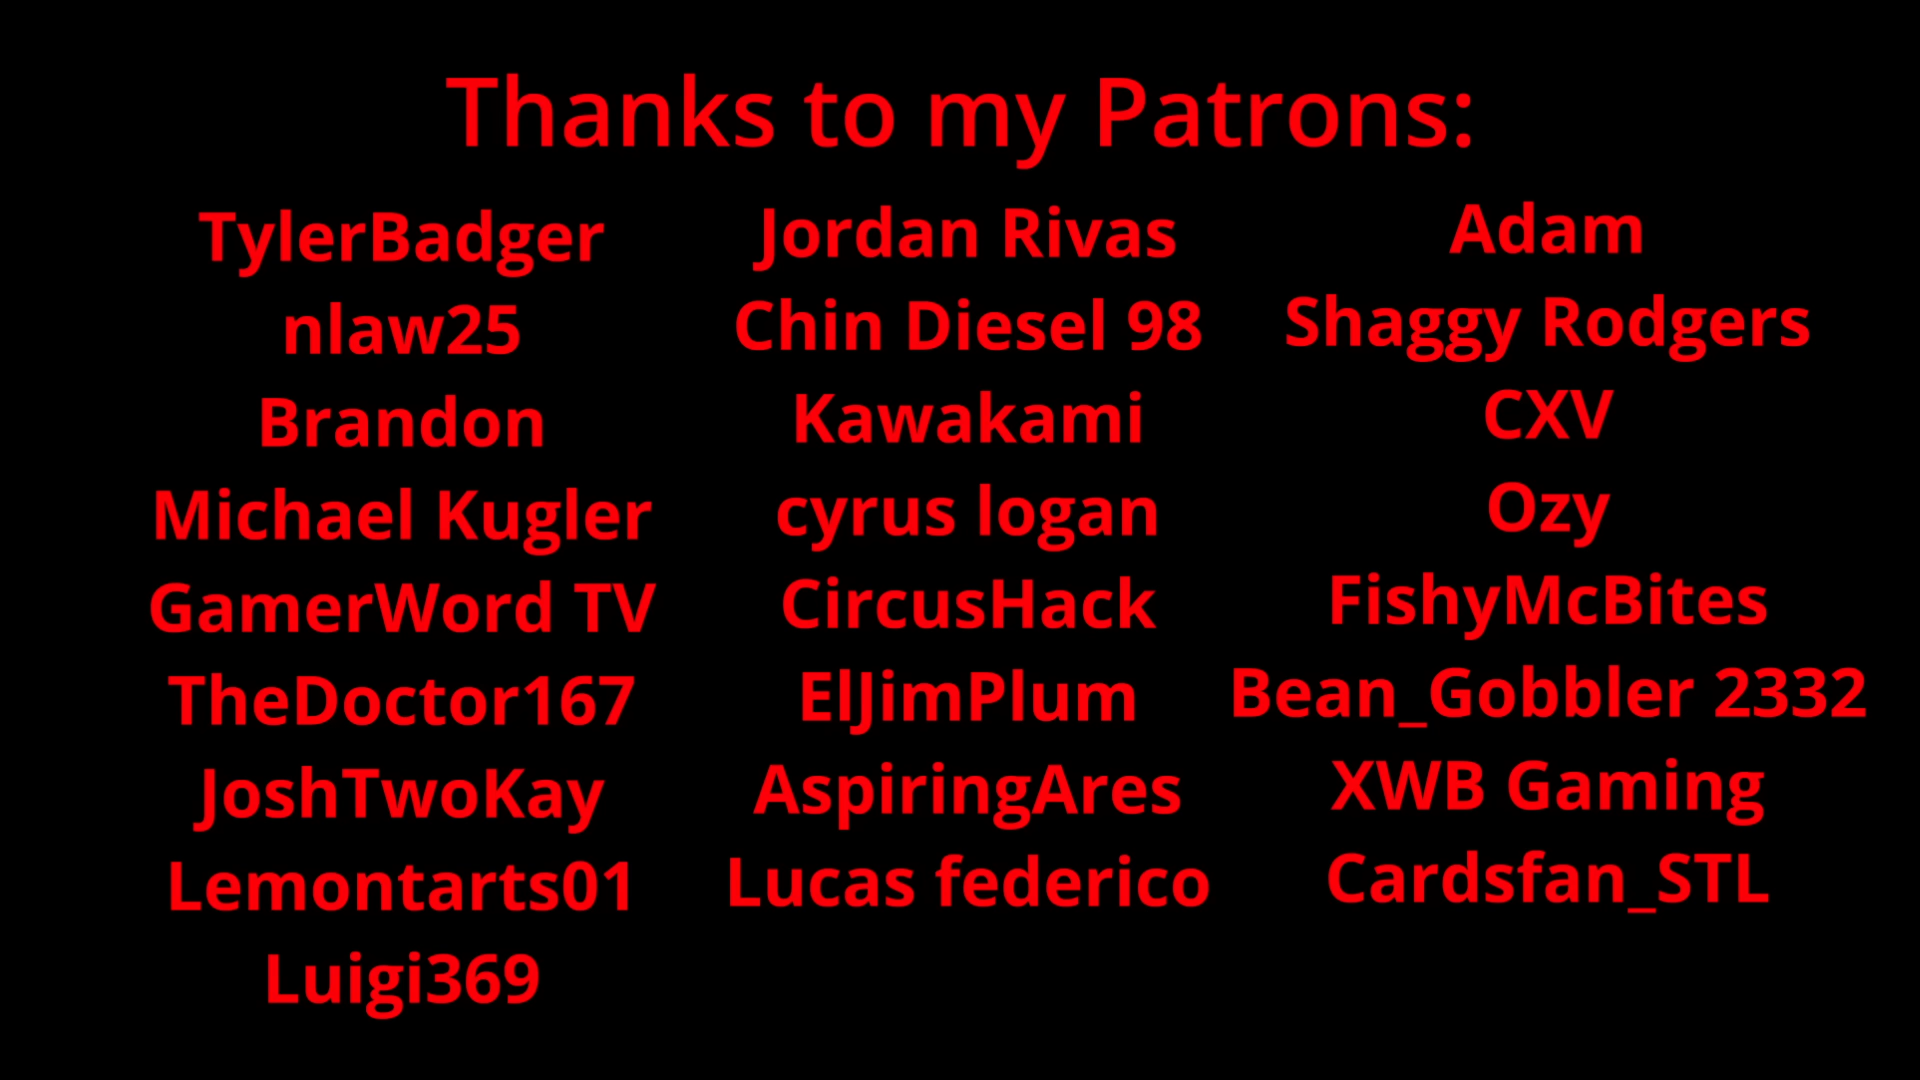 Thanks to my Patrons:
TylerBadger
nlaw25
Brandon
Michael Kugler
GamerWord TV
TheDoctor167
JoshTwoKay
Lemontarts01
Luigi369
Jordan Rivas
Chin Diesel 98
Kawakami
cyrus logan
CircusHack
ElJimPlum
AspiringAres
Lucas federico
Adam
Shaggy Rodgers
CXV
Ozy
FishyMcBites
Bean_Gobbler 2332
XWB Gaming
Cardsfan_STL